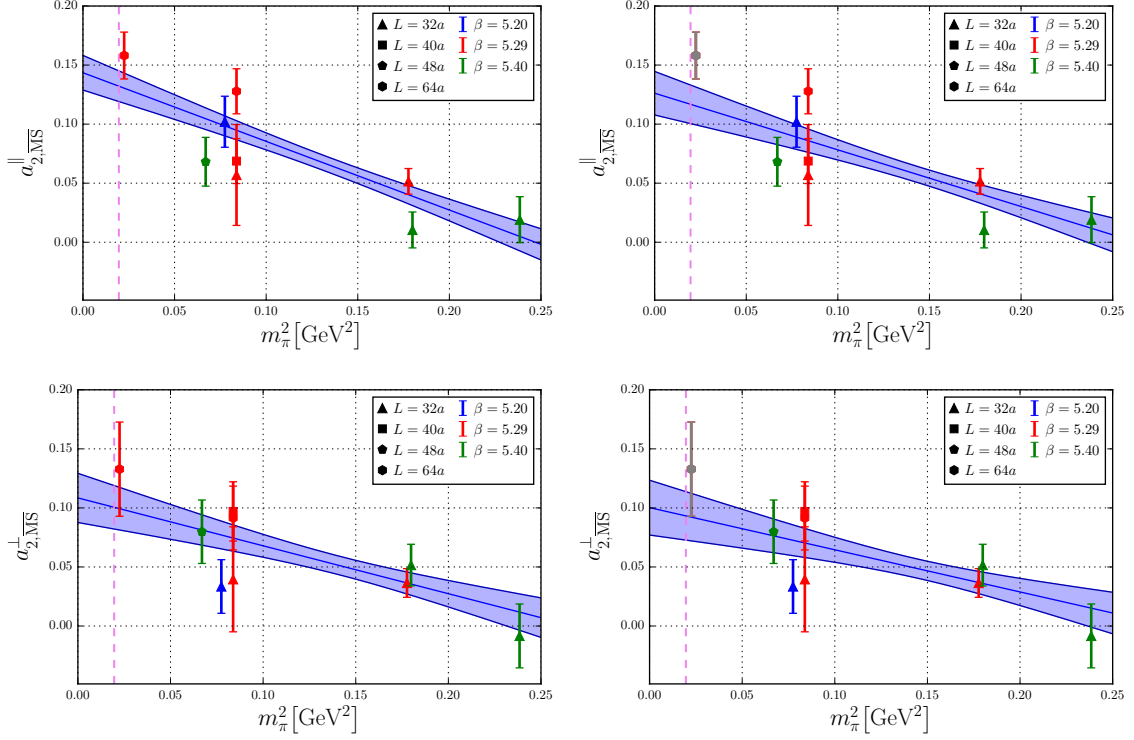 0.20
0.15
0.10
0.05
0.00
0.00 0.05 0.10 0.15 0.20 0.25
a∥2,M̅S̅
m²π[GeV²]
L = 32a β = 5.20
L = 40a β = 5.29
L = 48a β = 5.40
L = 64a
0.20
0.15
0.10
0.05
0.00
0.00 0.05 0.10 0.15 0.20 0.25
a∥2,M̅S̅
m²π[GeV²]
L = 32a β = 5.20
L = 40a β = 5.29
L = 48a β = 5.40
L = 64a
0.20
0.15
0.10
0.05
0.00
0.00 0.05 0.10 0.15 0.20 0.25
a⊥2,M̅S̅
m²π[GeV²]
L = 32a β = 5.20
L = 40a β = 5.29
L = 48a β = 5.40
L = 64a
0.20
0.15
0.10
0.05
0.00
0.00 0.05 0.10 0.15 0.20 0.25
a⊥2,M̅S̅
m²π[GeV²]
L = 32a β = 5.20
L = 40a β = 5.29
L = 48a β = 5.40
L = 64a